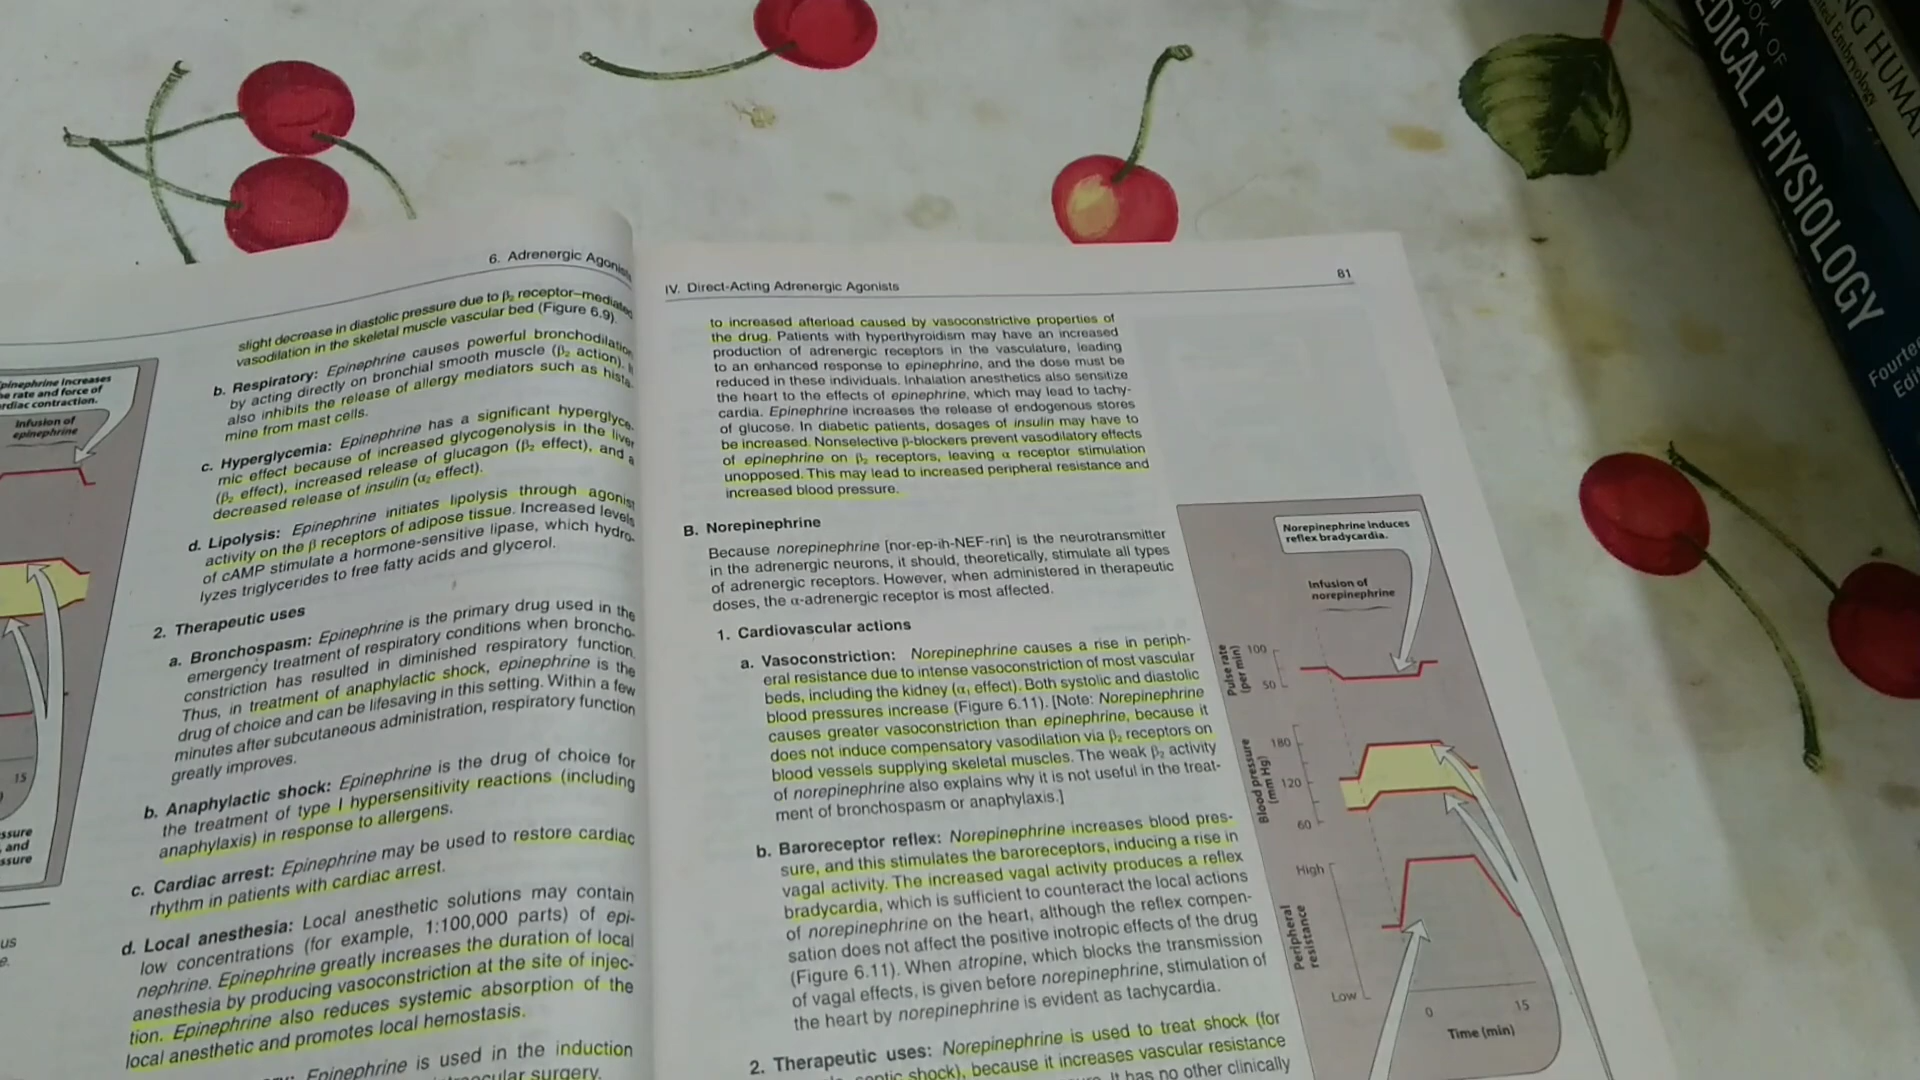 6. Adrenergic Agonists
slight decrease in diastolic pressure due to β₂ receptor–mediated
vasodilation in the skeletal muscle vascular bed (Figure 6.9).
b. Respiratory: Epinephrine causes powerful bronchodilation
by acting directly on bronchial smooth muscle (β₂ action). It
also inhibits the release of allergy mediators such as hista-
mine from mast cells.
c. Hyperglycemia: Epinephrine has a significant hyperglyce-
mic effect because of increased glycogenolysis in the liver
(β₂ effect), increased release of glucagon (β₂ effect), and a
decreased release of insulin (α₂ effect).
d. Lipolysis: Epinephrine initiates lipolysis through agonist
activity on the β receptors of adipose tissue. Increased levels
of cAMP stimulate a hormone-sensitive lipase, which hydro-
lyzes triglycerides to free fatty acids and glycerol.
2. Therapeutic uses
a. Bronchospasm: Epinephrine is the primary drug used in the
emergency treatment of respiratory conditions when broncho-
constriction has resulted in diminished respiratory function.
Thus, in treatment of anaphylactic shock, epinephrine is the
drug of choice and can be lifesaving in this setting. Within a few
minutes after subcutaneous administration, respiratory function
greatly improves.
b. Anaphylactic shock: Epinephrine is the drug of choice for
the treatment of type I hypersensitivity reactions (including
anaphylaxis) in response to allergens.
c. Cardiac arrest: Epinephrine may be used to restore cardiac
rhythm in patients with cardiac arrest.
d. Local anesthesia: Local anesthetic solutions may contain
low concentrations (for example, 1:100,000 parts) of epi-
nephrine. Epinephrine greatly increases the duration of local
anesthesia by producing vasoconstriction at the site of injec-
tion. Epinephrine also reduces systemic absorption of the
local anesthetic and promotes local hemostasis.
Epinephrine is used in the induction
surgery.
pinephrine increases
e rate and force of
rdiac contraction.
Infusion of
epinephrine
15
ssure
and
ssure
us
e.
IV. Direct-Acting Adrenergic Agonists
81
to increased afterload caused by vasoconstrictive properties of
the drug. Patients with hyperthyroidism may have an increased
production of adrenergic receptors in the vasculature, leading
to an enhanced response to epinephrine, and the dose must be
reduced in these individuals. Inhalation anesthetics also sensitize
the heart to the effects of epinephrine, which may lead to tachy-
cardia. Epinephrine increases the release of endogenous stores
of glucose. In diabetic patients, dosages of insulin may have to
be increased. Nonselective β-blockers prevent vasodilatory effects
of epinephrine on β₂ receptors, leaving α receptor stimulation
unopposed. This may lead to increased peripheral resistance and
increased blood pressure.
B. Norepinephrine
Because norepinephrine [nor-ep-ih-NEF-rin] is the neurotransmitter
in the adrenergic neurons, it should, theoretically, stimulate all types
of adrenergic receptors. However, when administered in therapeutic
doses, the α-adrenergic receptor is most affected.
1. Cardiovascular actions
a. Vasoconstriction: Norepinephrine causes a rise in periph-
eral resistance due to intense vasoconstriction of most vascular
beds, including the kidney (α₁ effect). Both systolic and diastolic
blood pressures increase (Figure 6.11). [Note: Norepinephrine
causes greater vasoconstriction than epinephrine, because it
does not induce compensatory vasodilation via β₂ receptors on
blood vessels supplying skeletal muscles. The weak β₂ activity
of norepinephrine also explains why it is not useful in the treat-
ment of bronchospasm or anaphylaxis.]
b. Baroreceptor reflex: Norepinephrine increases blood pres-
sure, and this stimulates the baroreceptors, inducing a rise in
vagal activity. The increased vagal activity produces a reflex
bradycardia, which is sufficient to counteract the local actions
of norepinephrine on the heart, although the reflex compen-
sation does not affect the positive inotropic effects of the drug
(Figure 6.11). When atropine, which blocks the transmission
of vagal effects, is given before norepinephrine, stimulation of
the heart by norepinephrine is evident as tachycardia.
2. Therapeutic uses: Norepinephrine is used to treat shock (for
shock), because it increases vascular resistance
It has no other clinically
Norepinephrine induces
reflex bradycardia.
Infusion of
norepinephrine
Pulse rate
(per min)
100
50
Blood pressure
(mm Hg)
180
120
60
Peripheral
resistance
High
Low
0
15
Time (min)
EDICAL PHYSIOLOGY
OOK OF
Fourtee
Edit
NG HUMA
Embryology